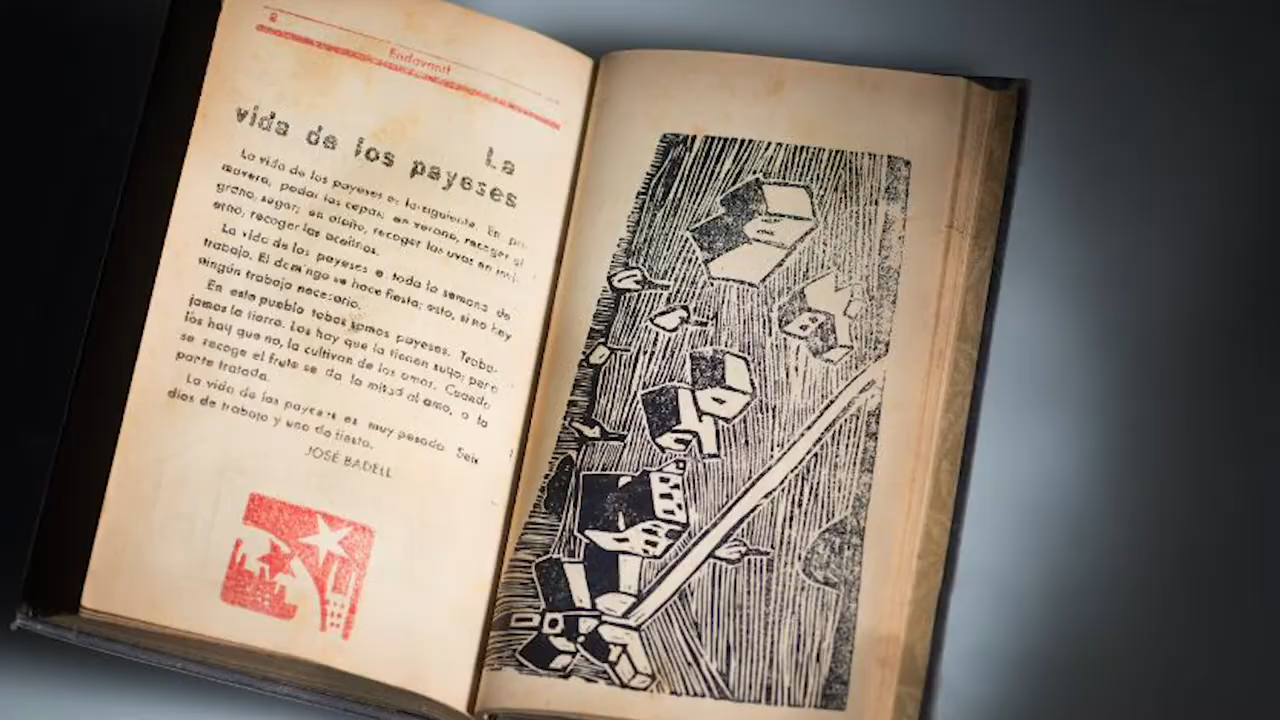 8
Endavant!
La
vida de los payeses
La vida de los payeses es la siguiente. En pri-
mavera, podar las cepas; en verano, recoger el
grano, segar; en otoño, recoger las uvas en invi-
erno, recoger las aceitnas.
La vida de los payeses e toda la semana de
trabajo. El domingo se hace fiesta; esto, si no hay
ningún trabajo necesario.
En este pueblo todos somos payeses. Traba-
jamos la tierra. Los hay que la tienen suya; pero
los hay que no, la cultivan de los amos. Cuando
se recoge el fruto se da la mitad al amo, o la
parte tratada.
La vida de los payeses es muy pesada. Seis
días de trabajo y uno de fiesta.
JOSÉ BADELL